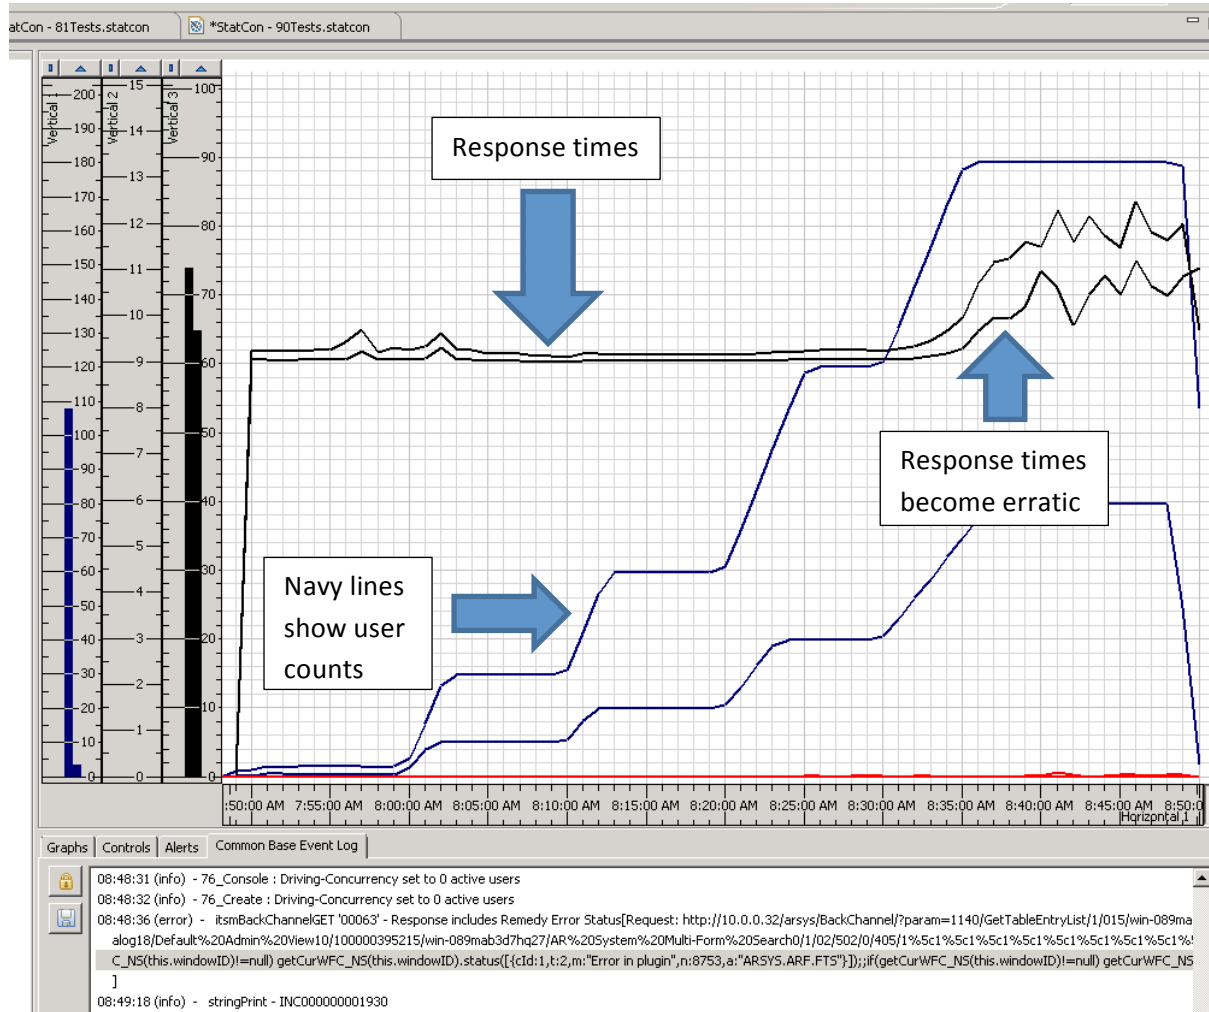 atCon - 81Tests.statcon
*StatCon - 90Tests.statcon
Vertical 1
Vertical 2
Vertical 3
200
190
180
170
160
150
140
130
120
110
100
90
80
70
60
50
40
30
20
10
0
15
14
13
12
11
10
9
8
7
6
5
4
3
2
1
0
100
90
80
70
60
50
40
30
20
10
0
Response times
Response times
become erratic
Navy lines
show user
counts
:50:00 AM 7:55:00 AM 8:00:00 AM 8:05:00 AM 8:10:00 AM 8:15:00 AM 8:20:00 AM 8:25:00 AM 8:30:00 AM 8:35:00 AM 8:40:00 AM 8:45:00 AM 8:50:0
Horizontal 1
Graphs Controls Alerts Common Base Event Log
08:48:31 (info) - 76_Console : Driving-Concurrency set to 0 active users
08:48:32 (info) - 76_Create : Driving-Concurrency set to 0 active users
08:48:36 (error) - itsmBackChannelGET '00063' - Response includes Remedy Error Status[Request: http://10.0.0.32/arsys/BackChannel/?param=1140/GetTableEntryList/1/015/win-089ma
alog18/Default%20Admin%20View10/100000395215/win-089mab3d7hq27/AR%20System%20Multi-Form%20Search0/1/02/502/0/405/1%5c1%5c1%5c1%5c1%5c1%5c1%5c1%5
C_NS(this.windowID)!=null) getCurWFC_NS(this.windowID).status([{cId:1,t:2,m:"Error in plugin",n:8753,a:"ARSYS.ARF.FTS"}]);;if(getCurWFC_NS(this.windowID)!=null) getCurWFC_NS
]
08:49:18 (info) - stringPrint - INC000000001930